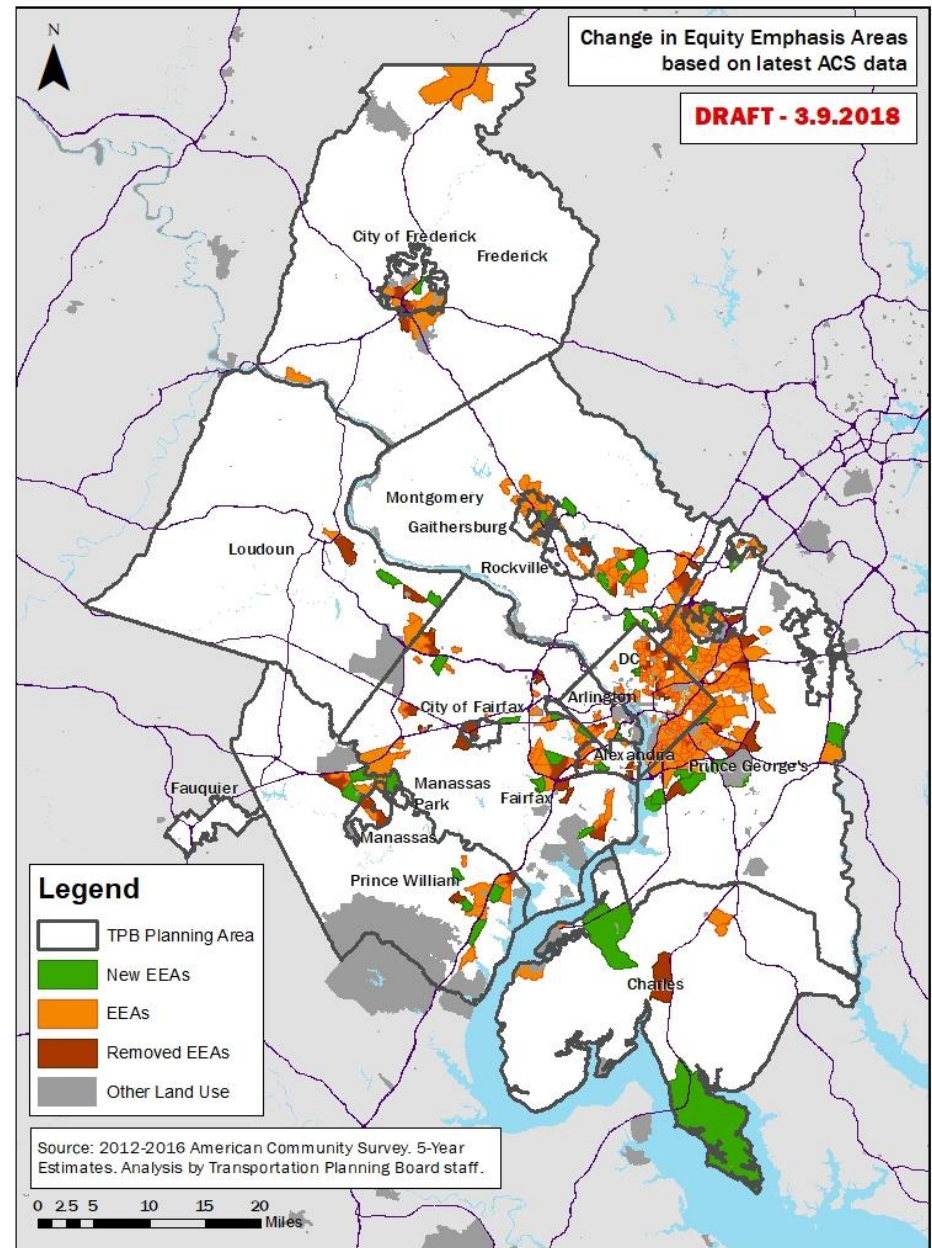 N
Change in Equity Emphasis Areas
based on latest ACS data
DRAFT - 3.9.2018
City of Frederick
Frederick
Montgomery
Gaithersburg
Loudoun
Rockville
DC
Arlington
City of Fairfax
Alexandria
Prince George's
Manassas
Park
Fauquier
Fairfax
Manassas
Prince William
Charles
Legend
TPB Planning Area
New EEAs
EEAs
Removed EEAs
Other Land Use
Source: 2012-2016 American Community Survey. 5-Year
Estimates. Analysis by Transportation Planning Board staff.
0 2.5 5 10 15 20
Miles